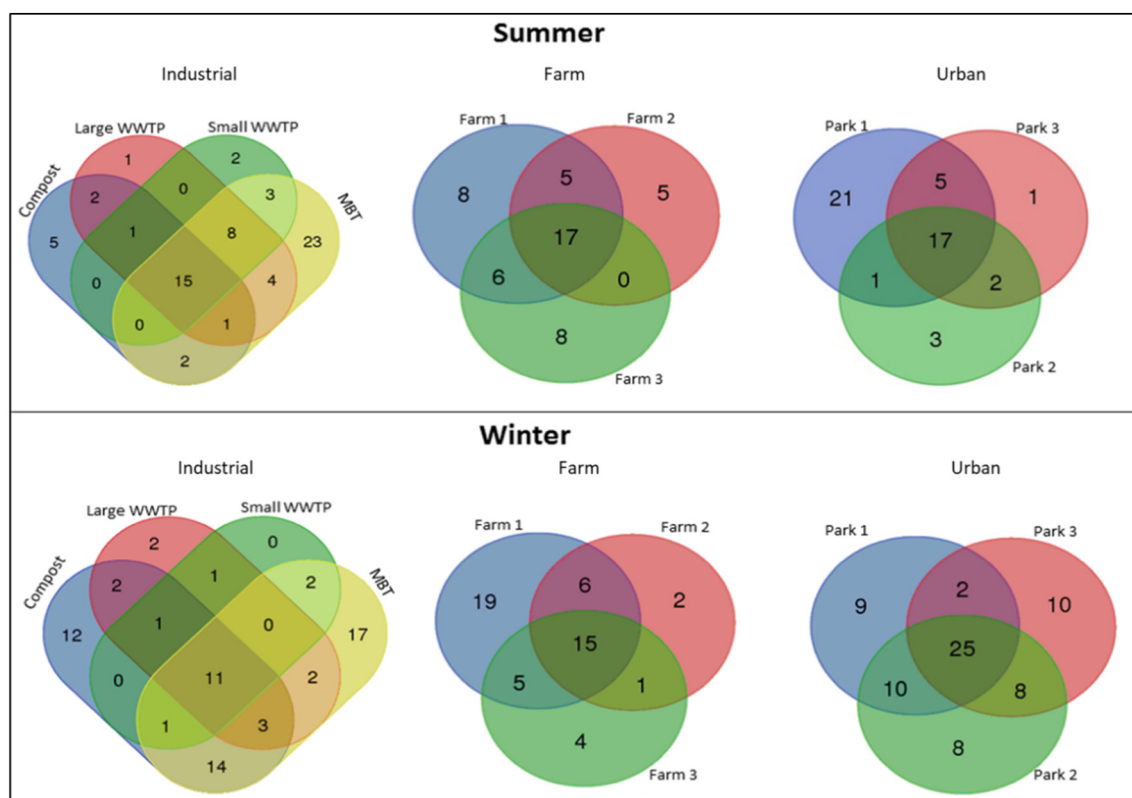 Summer
Industrial
Farm
Urban
Large WWTP
Small WWTP
Compost
MBT
1
2
2
0
3
5
1
8
23
0
15
4
0
1
2
Farm 1
Farm 2
8
5
5
17
6
0
8
Farm 3
Park 1
Park 3
21
5
1
17
1
2
3
Park 2
Winter
Industrial
Farm
Urban
Large WWTP
Small WWTP
Compost
MBT
2
0
2
1
2
12
1
0
17
0
11
2
1
3
14
Farm 1
Farm 2
19
6
2
15
5
1
4
Farm 3
Park 1
Park 3
9
2
10
25
10
8
8
Park 2